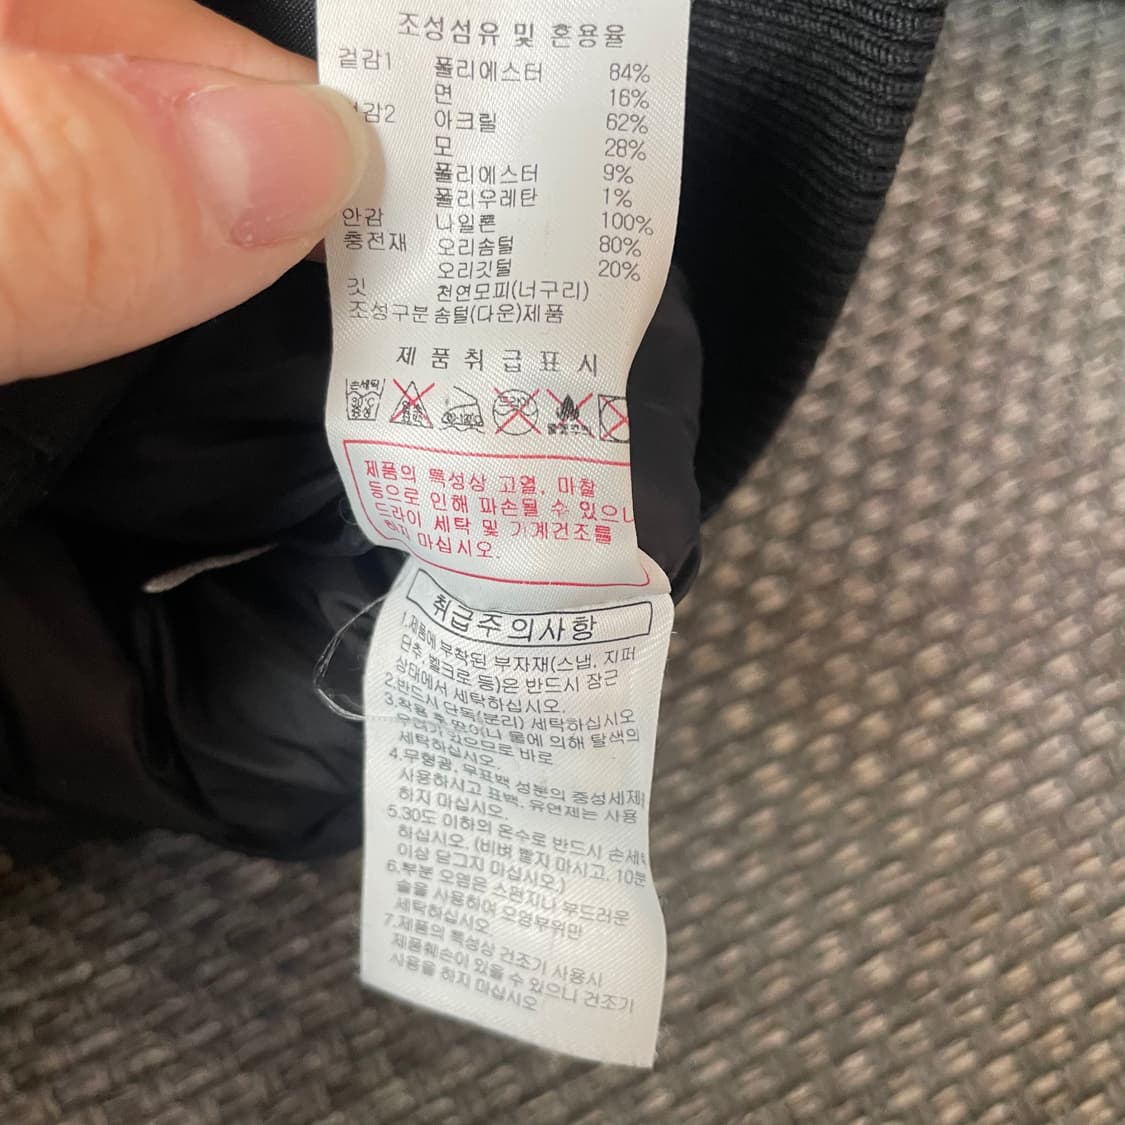 조성섬유 및 혼용율
겉감1 폴리에스터 84%
면 16%
감2 아크릴 62%
모 28%
폴리에스터 9%
폴리우레탄 1%
안감 나일론 100%
충전재 오리솜털 80%
오리깃털 20%
깃 천연모피(너구리)
조성구분 솜털(다운)제품
제 품 취 급 표 시
손세탁 30°C 중성 드라이
제품의 특성상 고열, 마찰
등으로 인해 파손될 수 있으니
드라이 세탁 및 기계건조를
하지 마십시오.
취급주의사항
1.제품에 부착된 부자재(스냅, 지퍼
단추, 벨크로 등)은 반드시 잠근
상태에서 세탁하십시오.
2.반드시 단독(분리) 세탁하십시오
3.착용 후 땀이나 물에 의해 탈색의
우려가 있으므로 바로
세탁하십시오.
4.무형광, 무표백 성분의 중성세제를
사용하시고 표백, 유연제는 사용
하지 마십시오.
5.30도 이하의 온수로 반드시 손세탁
하십시오. (비벼 빨지 마시고, 10분
이상 담그지 마십시오.)
6.부분 오염은 스펀지나 부드러운
솔을 사용하여 오염부위만
세탁하십시오.
7.제품의 특성상 건조기 사용시
제품훼손이 있을 수 있으니 건조기
사용을 하지 마십시오